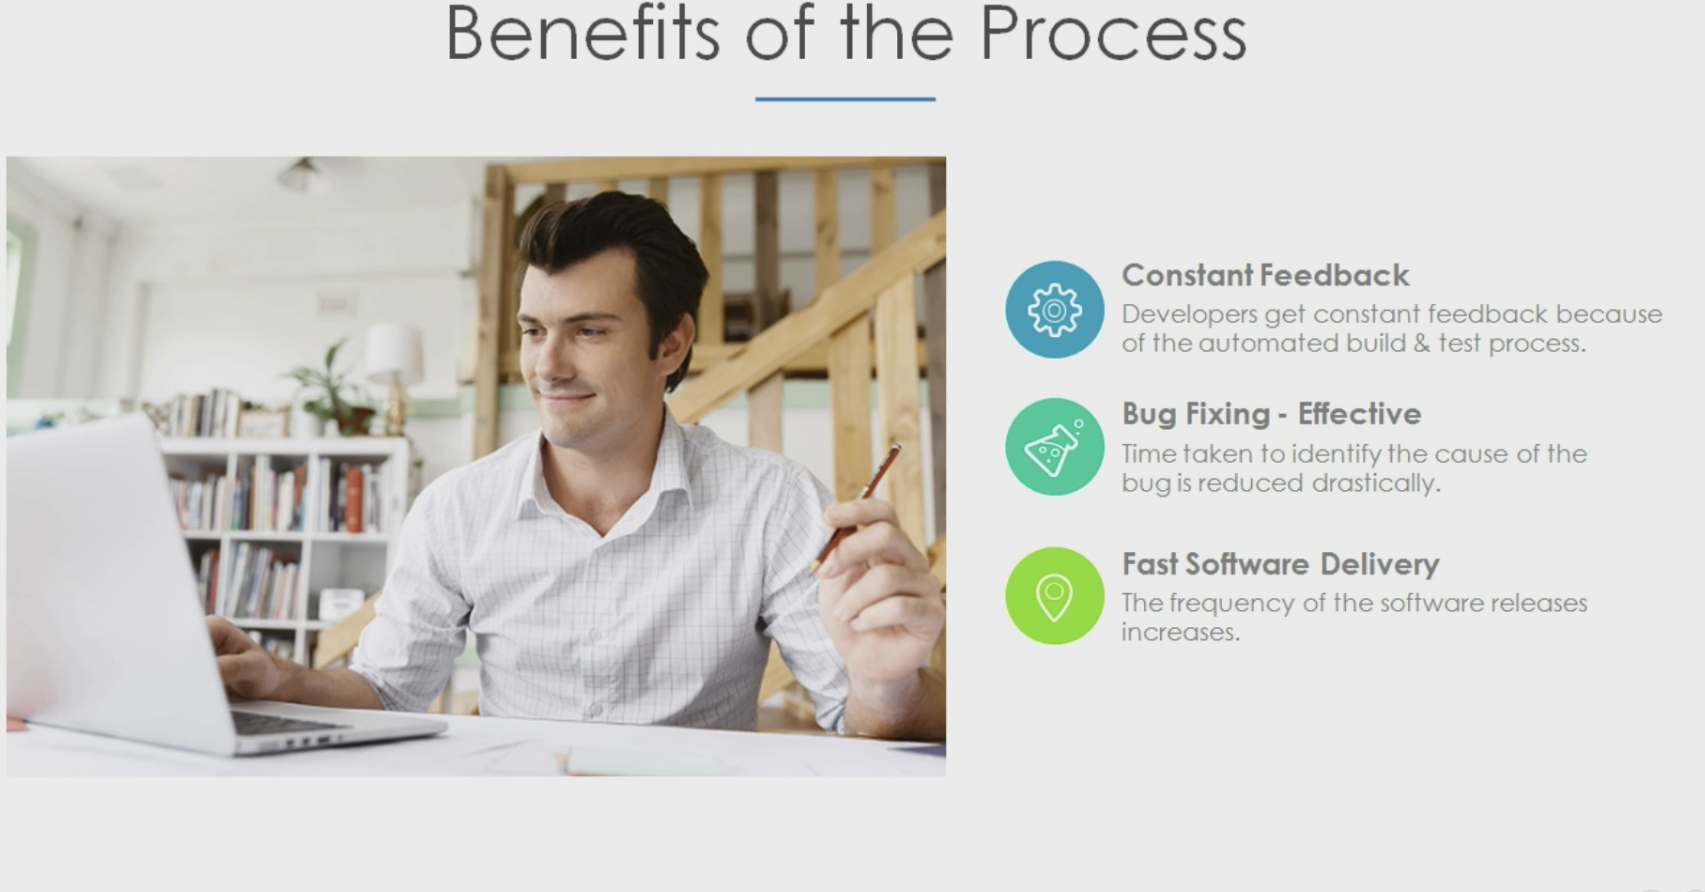 Benefits of the Process
Constant Feedback
Developers get constant feedback because
of the automated build & test process.
Bug Fixing - Effective
Time taken to identify the cause of the
bug is reduced drastically.
Fast Software Delivery
The frequency of the software releases
increases.